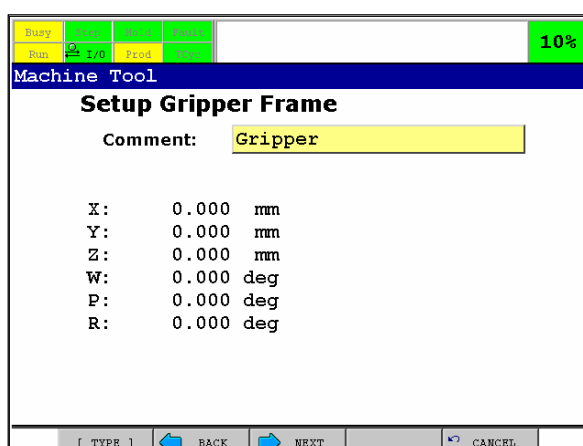 Busy Step Hold Fault
Run I/O Prod TCyc
10%
Machine Tool
Setup Gripper Frame
Comment: Gripper
X: 0.000 mm
Y: 0.000 mm
Z: 0.000 mm
W: 0.000 deg
P: 0.000 deg
R: 0.000 deg
[ TYPE ] BACK NEXT CANCEL